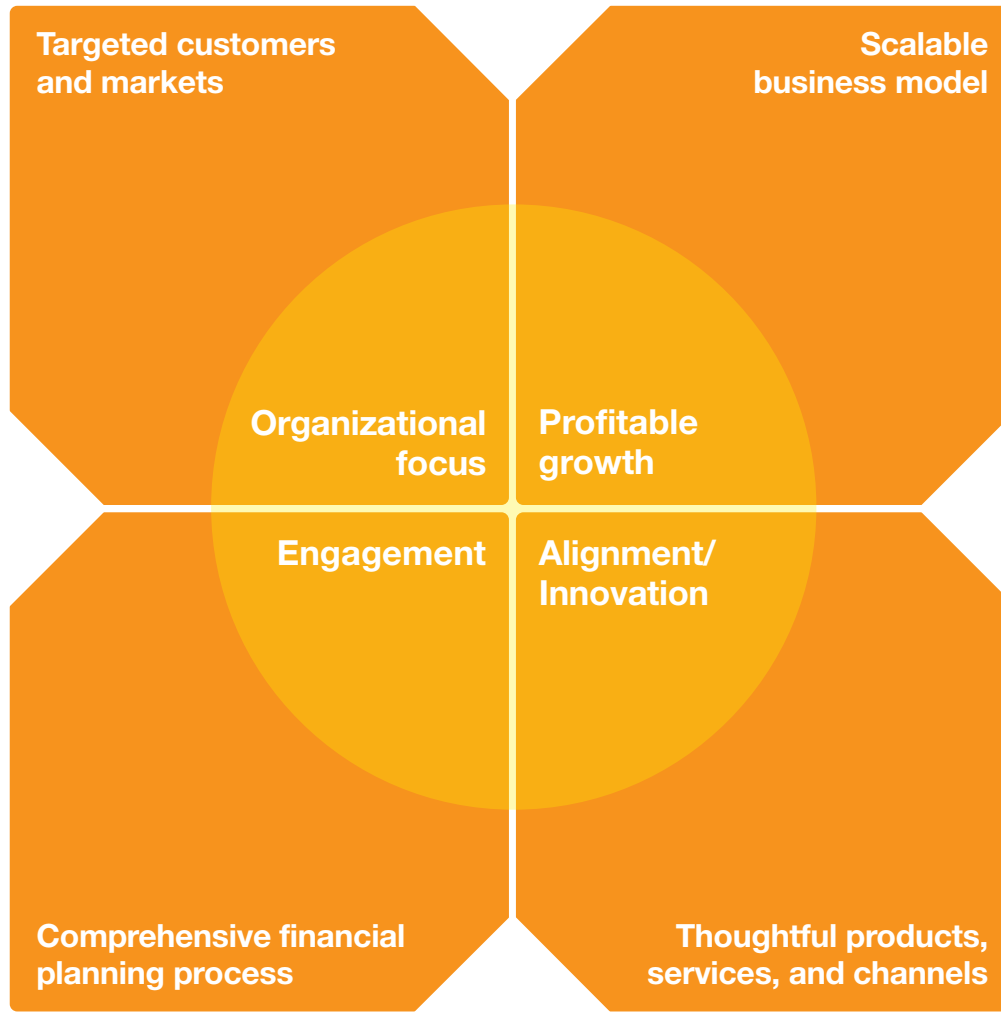 Targeted customers
and markets
Scalable
business model
Organizational
focus
Profitable
growth
Engagement
Alignment/
Innovation
Comprehensive financial
planning process
Thoughtful products,
services, and channels